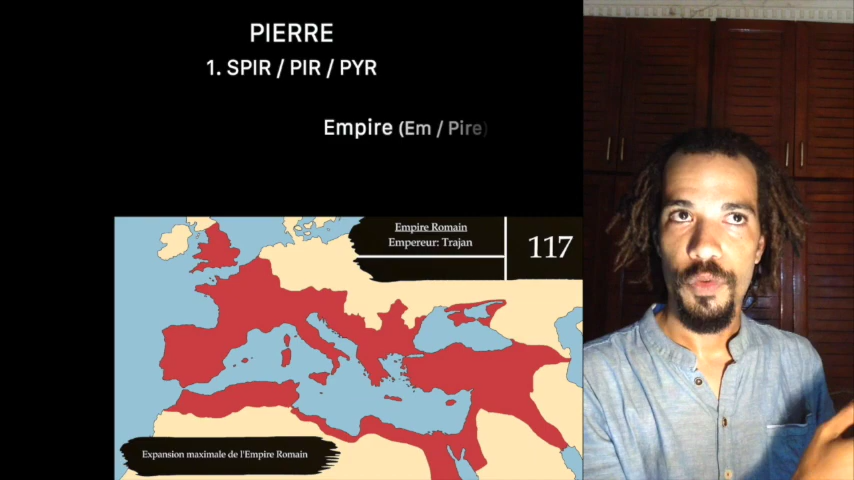 PIERRE
1. SPIR / PIR / PYR
Empire (Em / Pire)
Empire Romain
Empereur: Trajan
117
Expansion maximale de l'Empire Romain